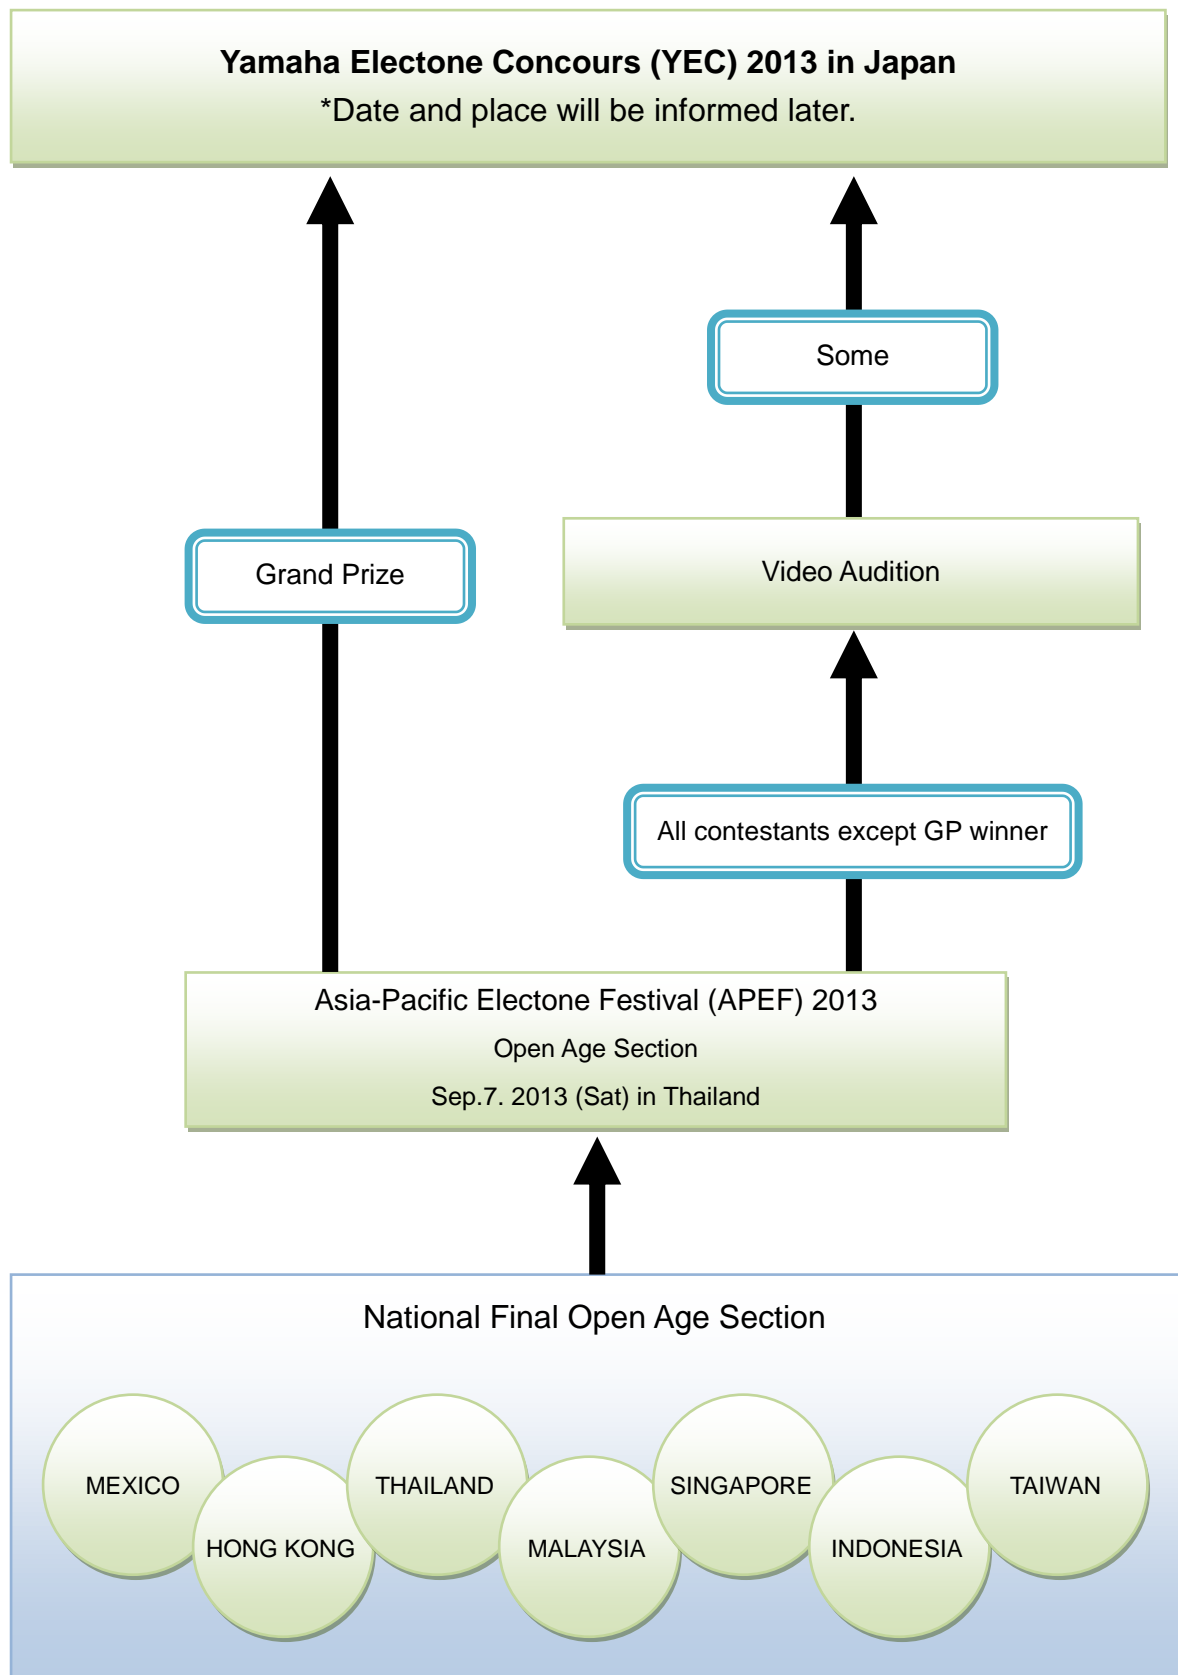 Yamaha Electone Concours (YEC) 2013 in Japan
*Date and place will be informed later.
Some
Grand Prize
Video Audition
All contestants except GP winner
Asia-Pacific Electone Festival (APEF) 2013
Open Age Section
Sep.7. 2013 (Sat) in Thailand
National Final Open Age Section
MEXICO
HONG KONG
THAILAND
MALAYSIA
SINGAPORE
INDONESIA
TAIWAN